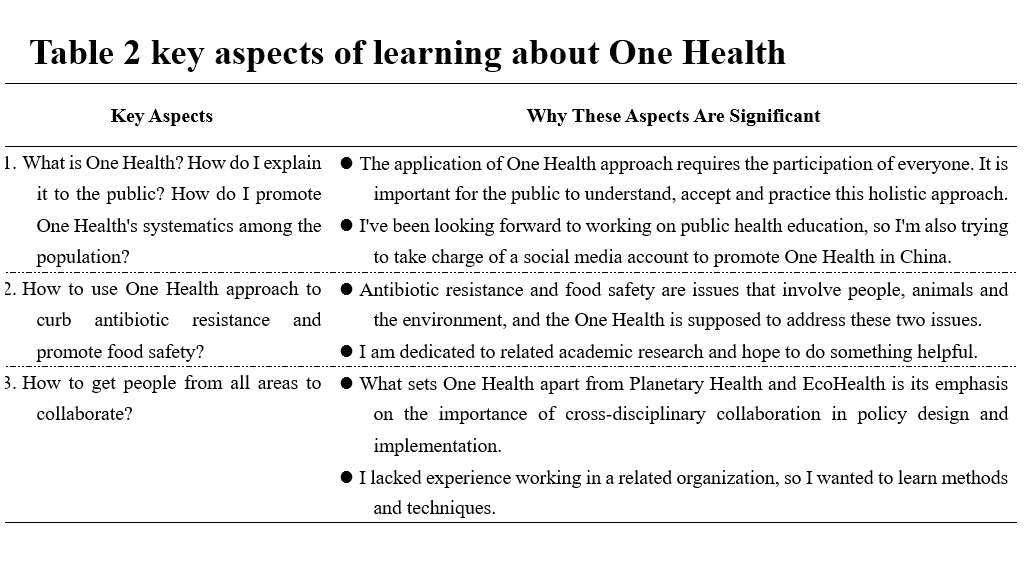 Table 2 key aspects of learning about One Health
Key Aspects
Why These Aspects Are Significant
1. What is One Health? How do I explain
it to the public? How do I promote
One Health's systematics among the
population?
● The application of One Health approach requires the participation of everyone. It is
important for the public to understand, accept and practice this holistic approach.
● I've been looking forward to working on public health education, so I'm also trying
to take charge of a social media account to promote One Health in China.
2. How to use One Health approach to
curb antibiotic resistance and
promote food safety?
● Antibiotic resistance and food safety are issues that involve people, animals and
the environment, and the One Health is supposed to address these two issues.
● I am dedicated to related academic research and hope to do something helpful.
3. How to get people from all areas to
collaborate?
● What sets One Health apart from Planetary Health and EcoHealth is its emphasis
on the importance of cross-disciplinary collaboration in policy design and
implementation.
● I lacked experience working in a related organization, so I wanted to learn methods
and techniques.